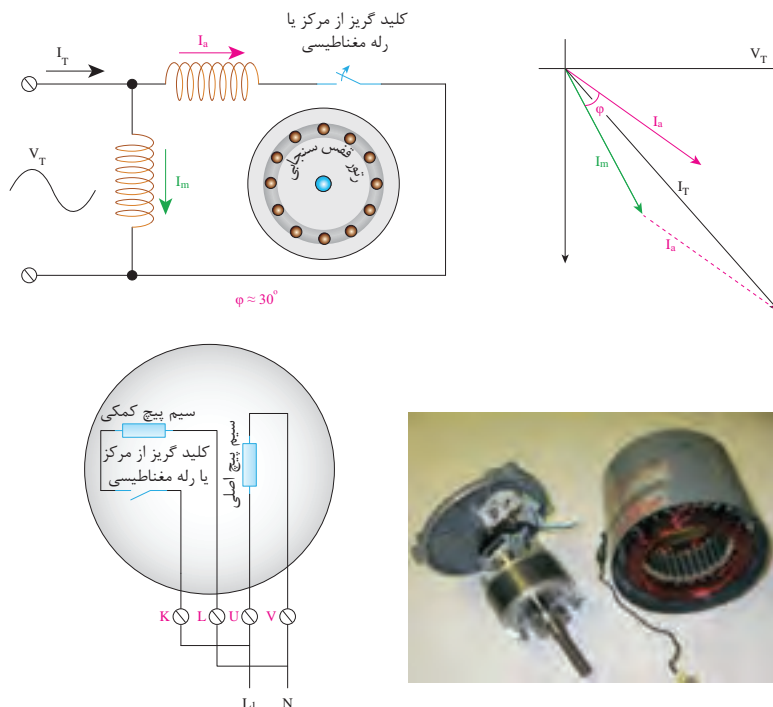 کلید گریز از مرکز یا
رله مغناطیسی
I_T
I_a
V_T
I_m
رتور قفس سنجابی
φ ≈ 30°
V_T
I_a
φ
I_m
I_T
I_a
سیم پیچ کمکی
کلید گریز از مرکز
یا رله مغناطیسی
سیم پیچ اصلی
K L U V
L₁ N